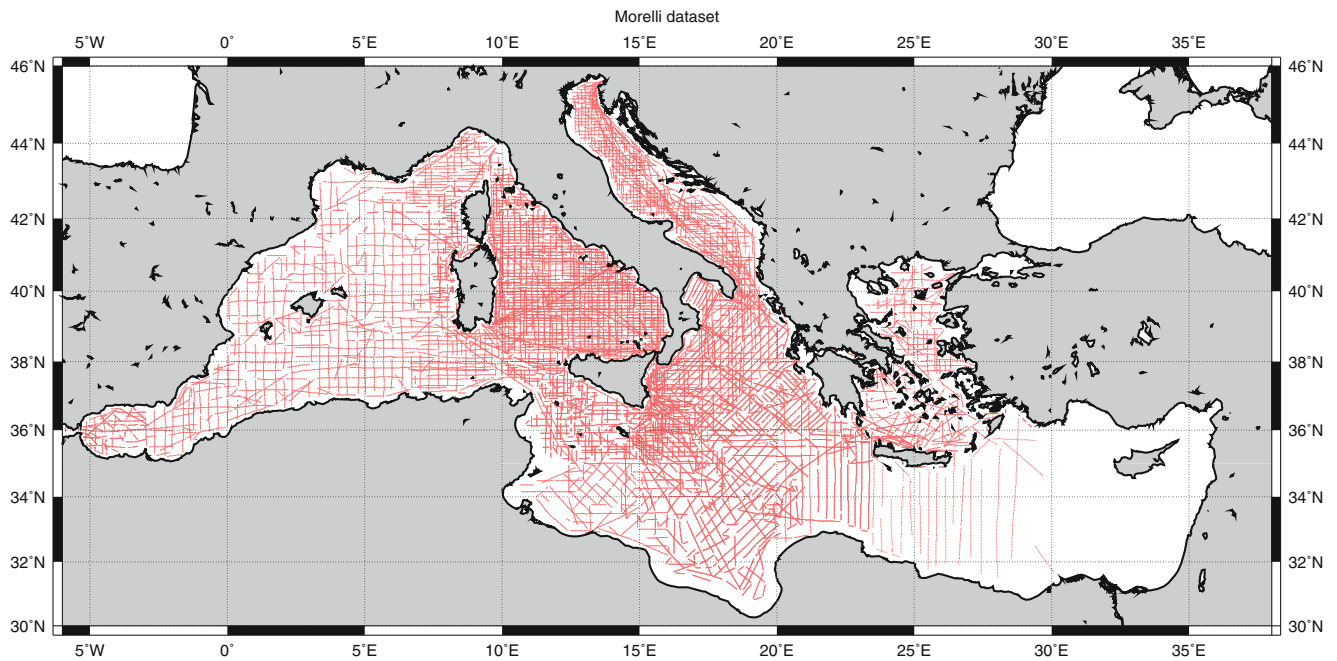 Morelli dataset
5˚W 0˚ 5˚E 10˚E 15˚E 20˚E 25˚E 30˚E 35˚E
46˚N 46˚N
44˚N 44˚N
42˚N 42˚N
40˚N 40˚N
38˚N 38˚N
36˚N 36˚N
34˚N 34˚N
32˚N 32˚N
30˚N 30˚N
5˚W 0˚ 5˚E 10˚E 15˚E 20˚E 25˚E 30˚E 35˚E